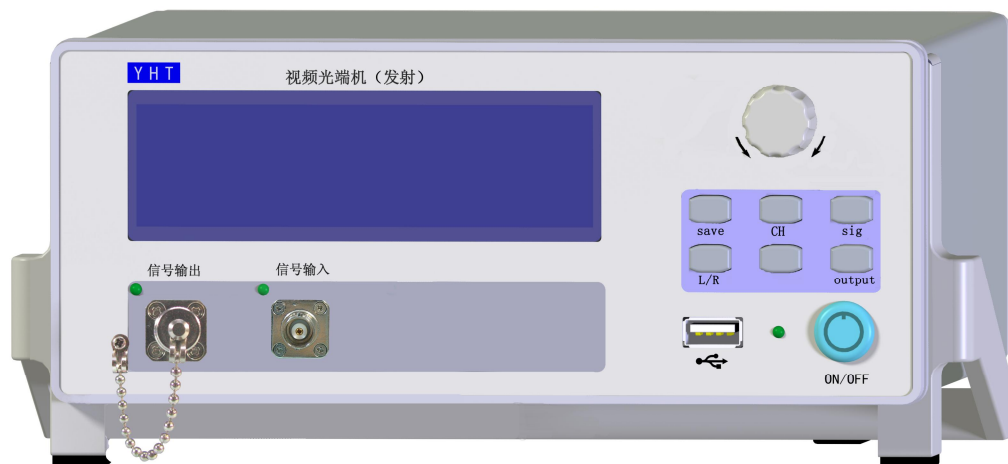 YHT
视频光端机（发射）
save CH sig
L/R output
信号输出 信号输入
ON/OFF